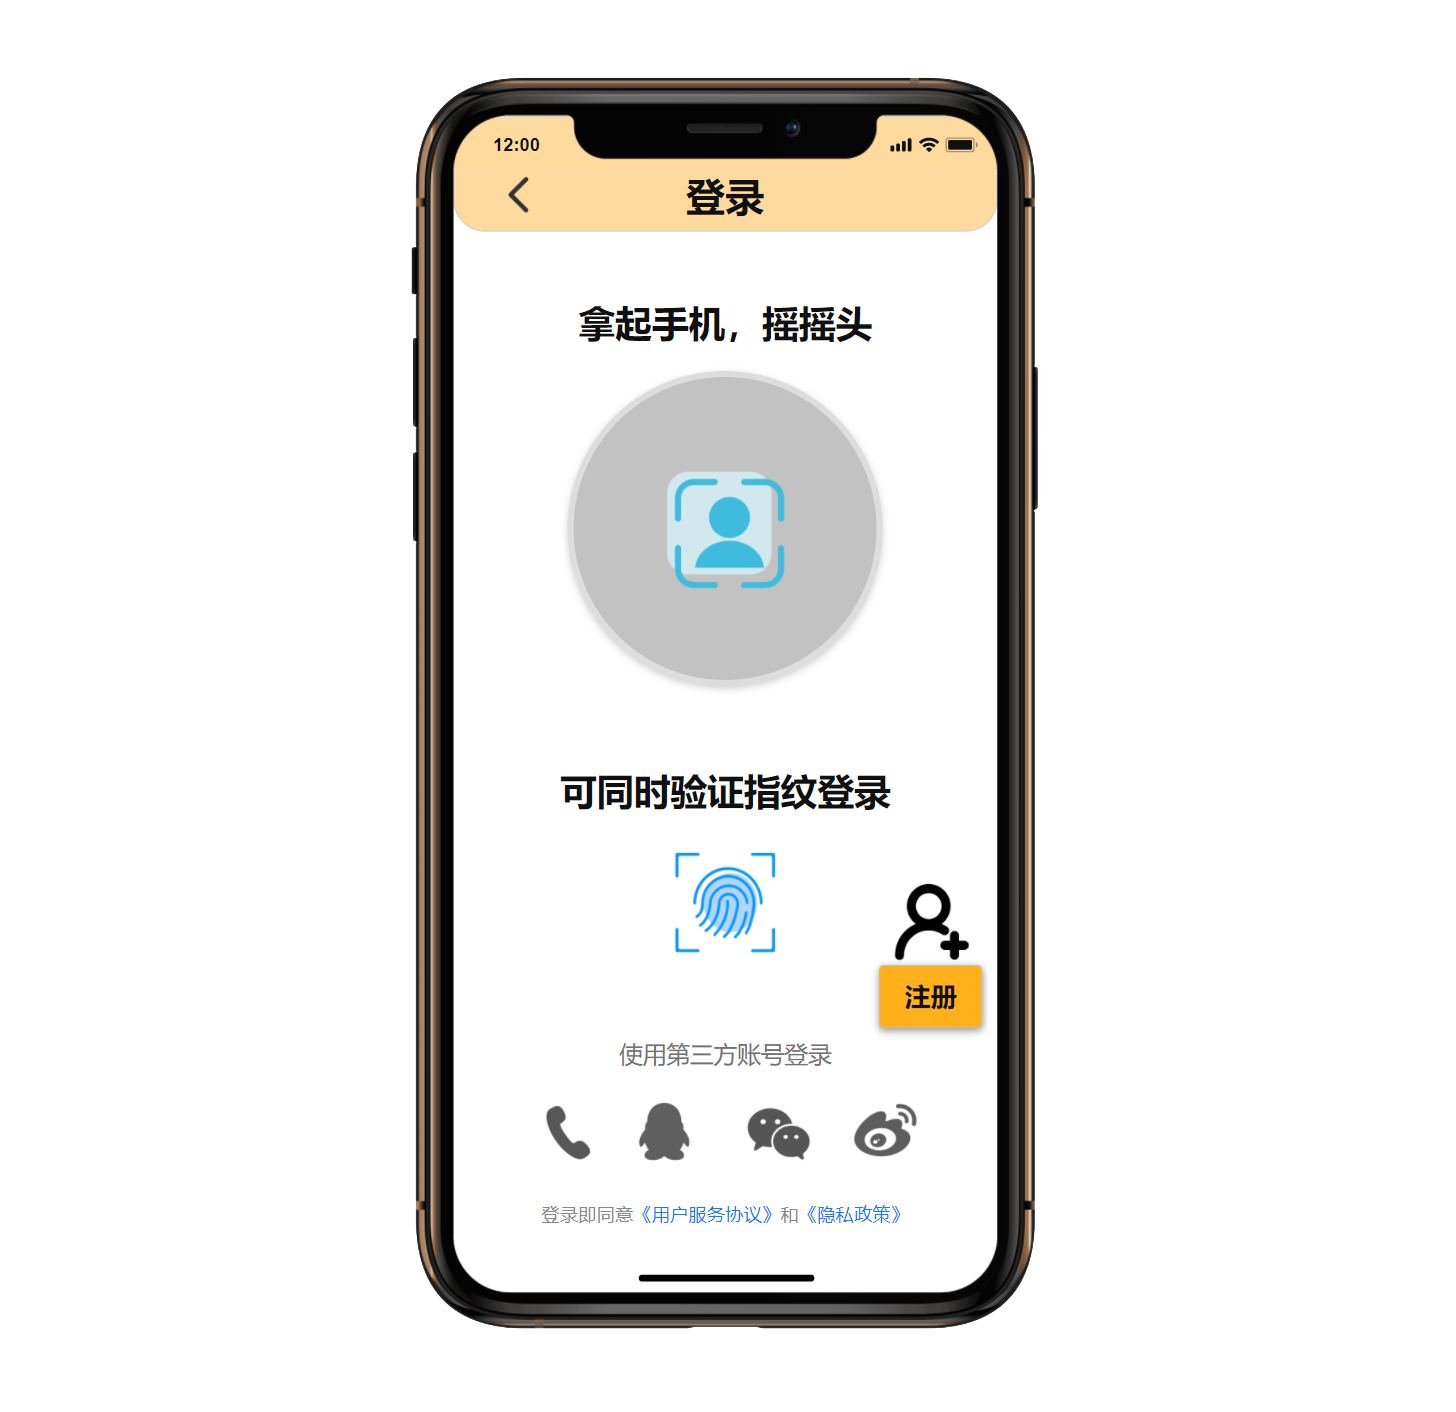 12:00
登录
拿起手机，摇摇头
可同时验证指纹登录
注册
使用第三方账号登录
登录即同意《用户服务协议》和《隐私政策》